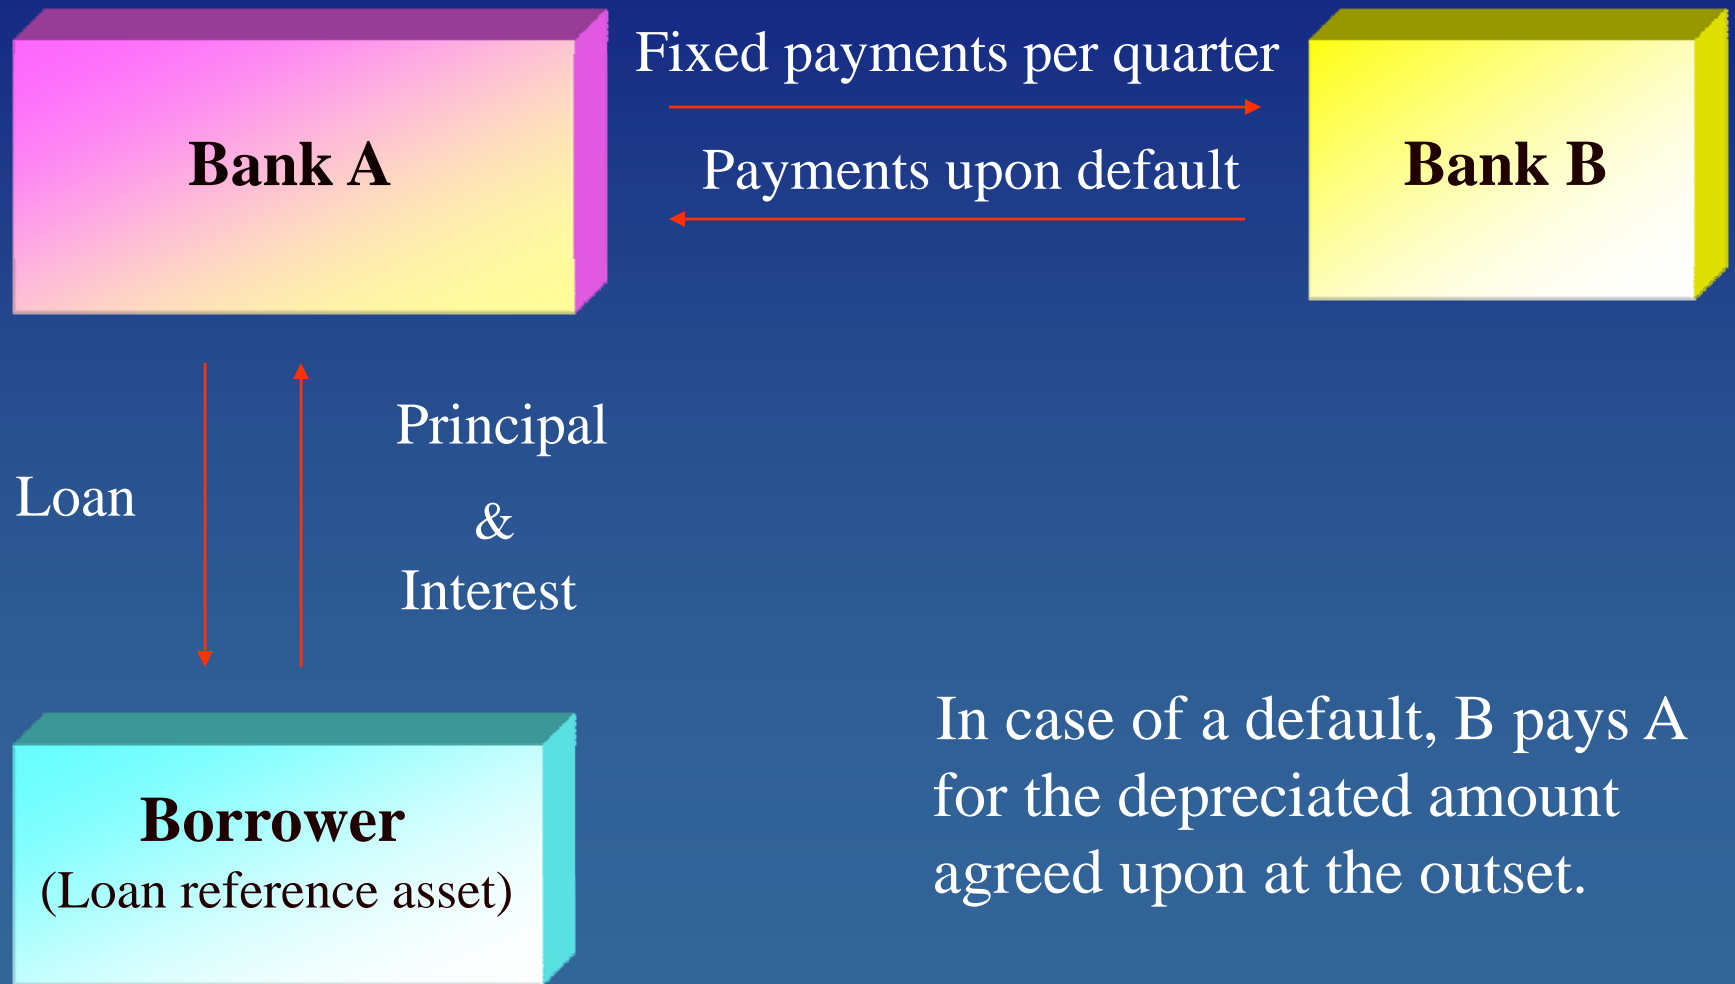 Fixed payments per quarter
Bank A
Payments upon default
Bank B
Principal
Loan
&
Interest
Borrower
(Loan reference asset)
In case of a default, B pays A
for the depreciated amount
agreed upon at the outset.